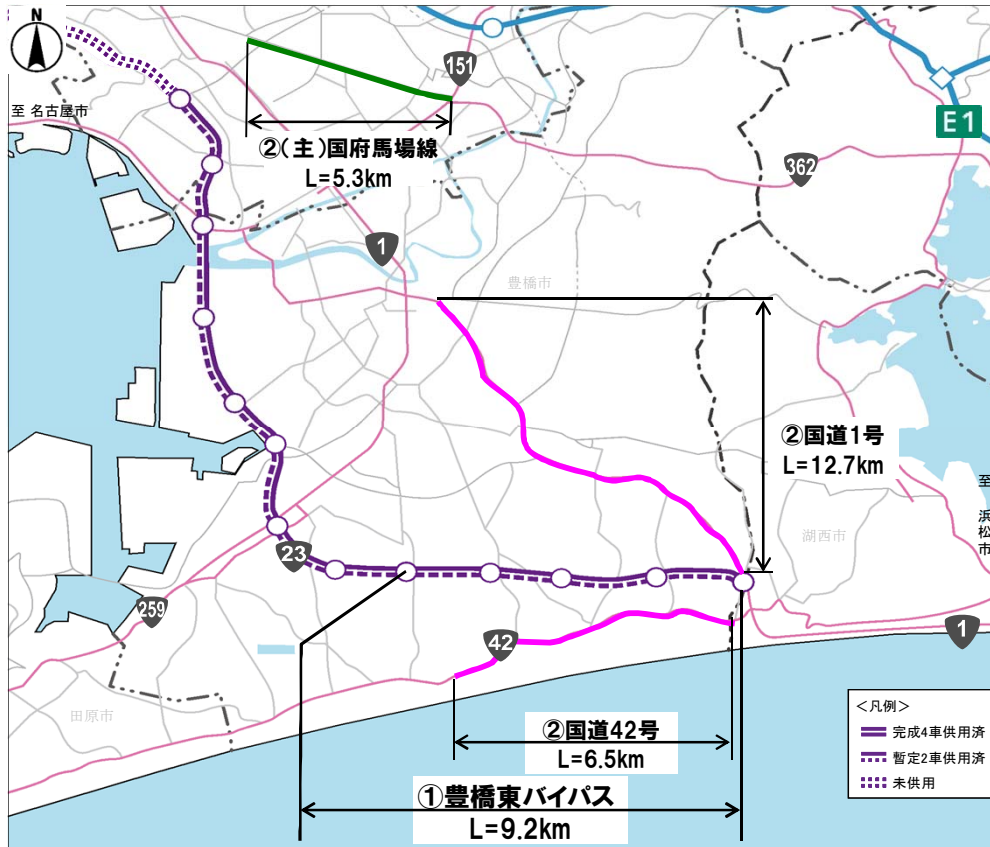 N
至 名古屋市
151
E1
②(主)国府馬場線
L=5.3km
362
1
豊橋市
②国道1号
L=12.7km
至
浜
松
市
湖西市
23
259
42
1
田原市
②国道42号
L=6.5km
①豊橋東バイパス
L=9.2km
<凡例>
完成4車供用済
暫定2車供用済
未供用